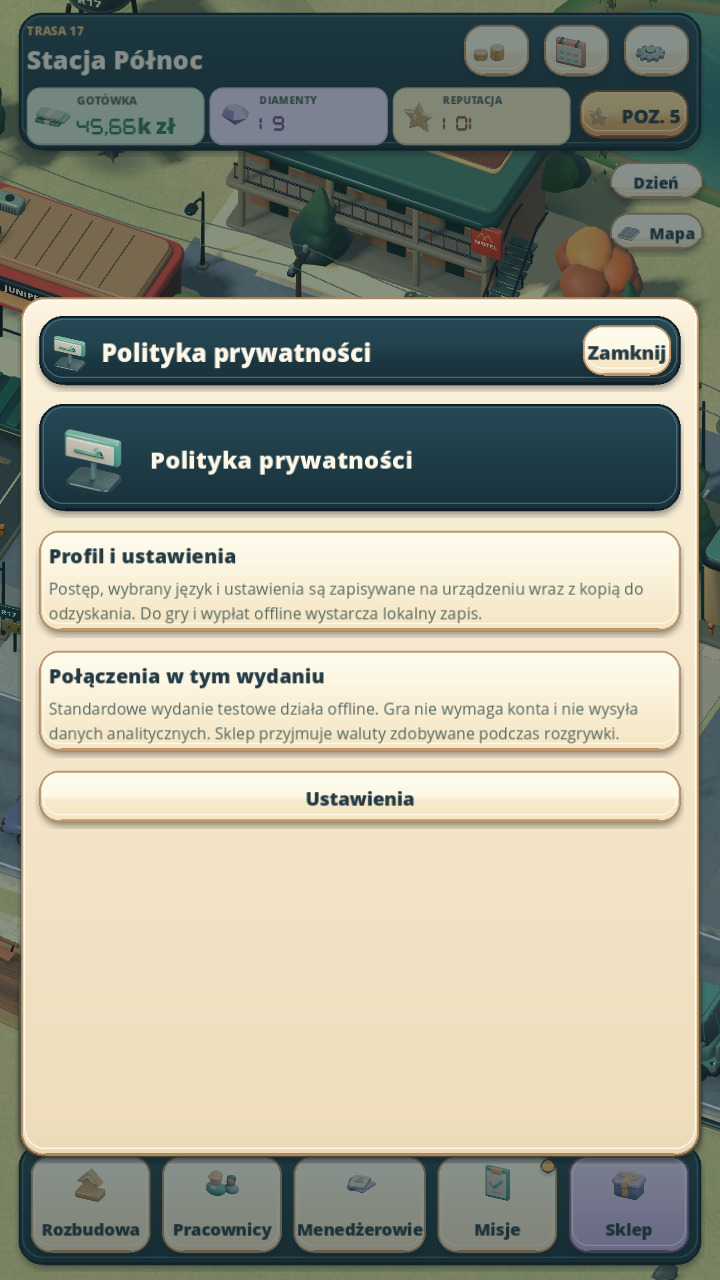 R17
TRASA 17
Stacja Północ
GOTÓWKA
45,66k zł
DIAMENTY
19
REPUTACJA
101
POZ. 5
Dzień
Mapa
MOTEL
Polityka prywatności
Zamknij
Polityka prywatności
Profil i ustawienia
Postęp, wybrany język i ustawienia są zapisywane na urządzeniu wraz z kopią do
odzyskania. Do gry i wypłat offline wystarcza lokalny zapis.
R17
Połączenia w tym wydaniu
Standardowe wydanie testowe działa offline. Gra nie wymaga konta i nie wysyła
danych analitycznych. Sklep przyjmuje waluty zdobywane podczas rozgrywki.
Ustawienia
Rozbudowa
Pracownicy
Menedżerowie
Misje
Sklep